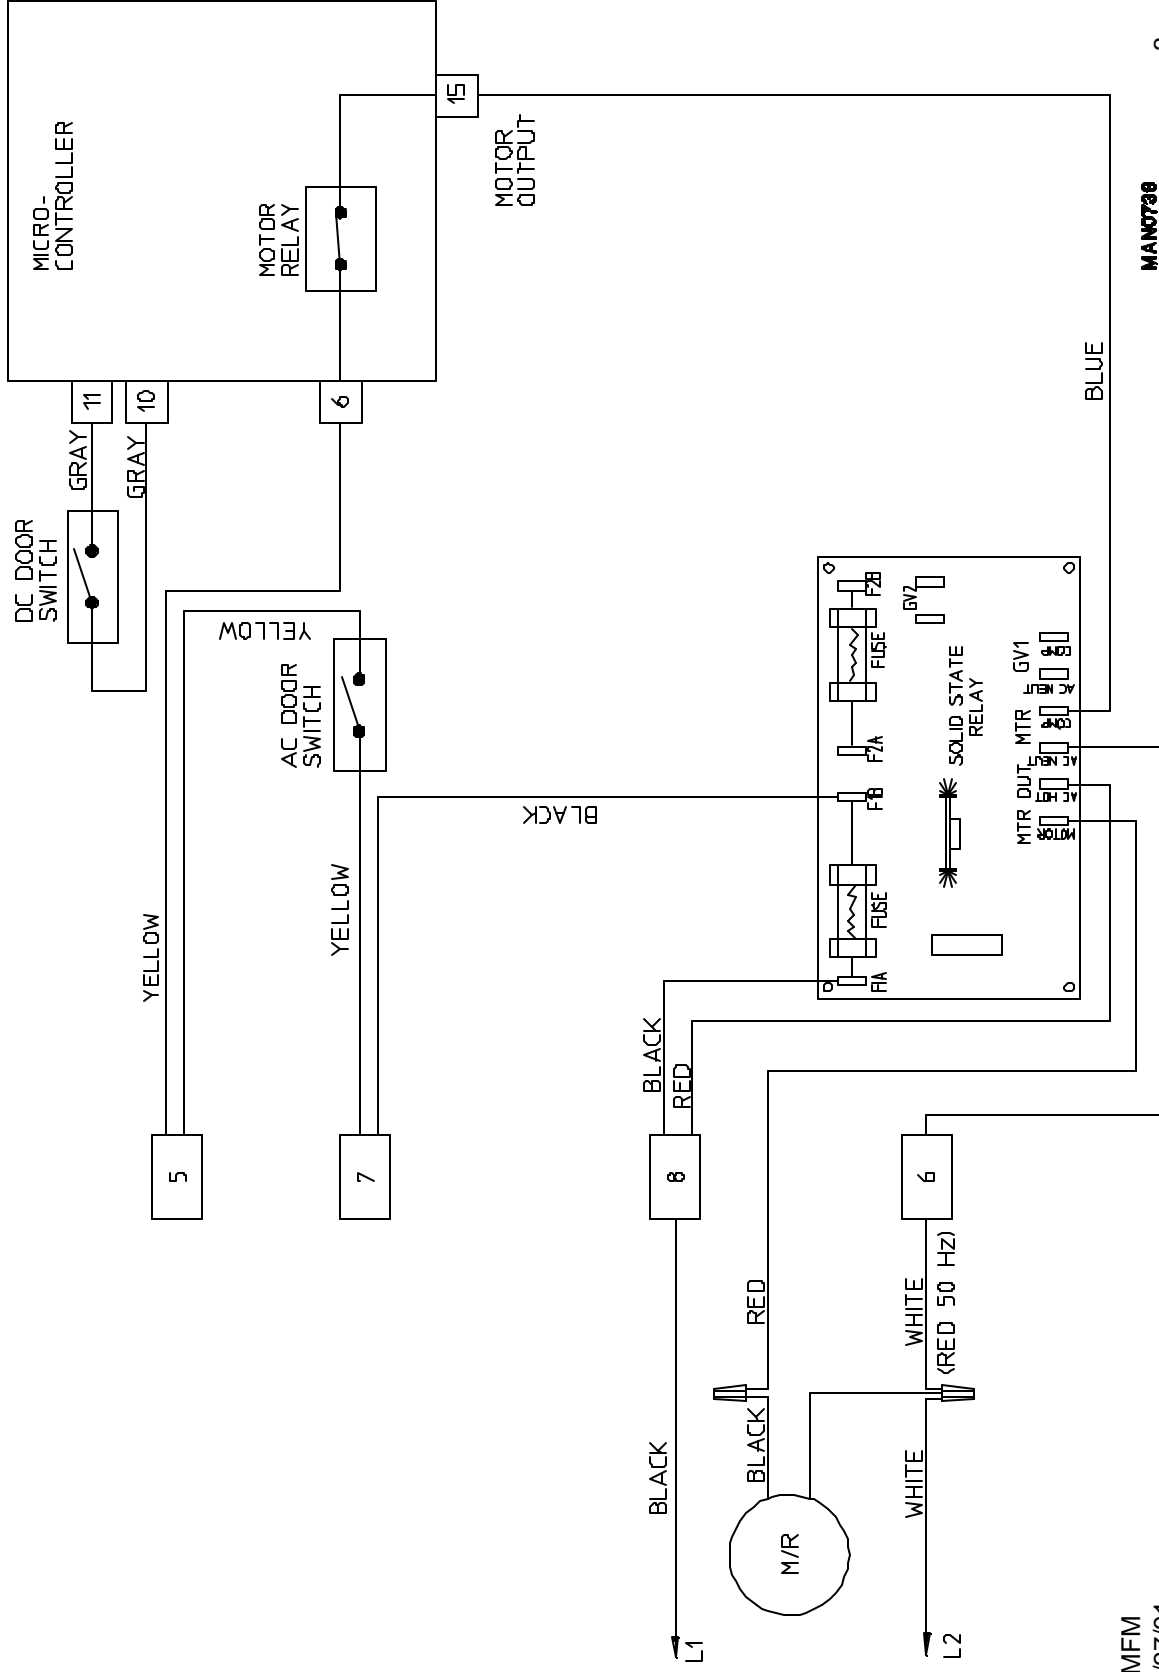 MICRO-
CONTROLLER
MOTOR
RELAY
15
MOTOR
OUTPUT
11
10
6
GRAY
GRAY
DC DOOR
SWITCH
YELLOW
AC DOOR
SWITCH
YELLOW
YELLOW
BLACK
BLUE
MAN0738
F2B
FUSE
F2A
F1B
FUSE
F1A
GV2
SOLID STATE
RELAY
GV1
MTR
MTR OUT
AC NEUT
AC NEUT
AC HOT
MOTOR
BLACK
RED
5
7
8
6
BLACK
RED
BLACK
WHITE
(RED 50 Hz)
WHITE
M/R
L1
L2
MFM